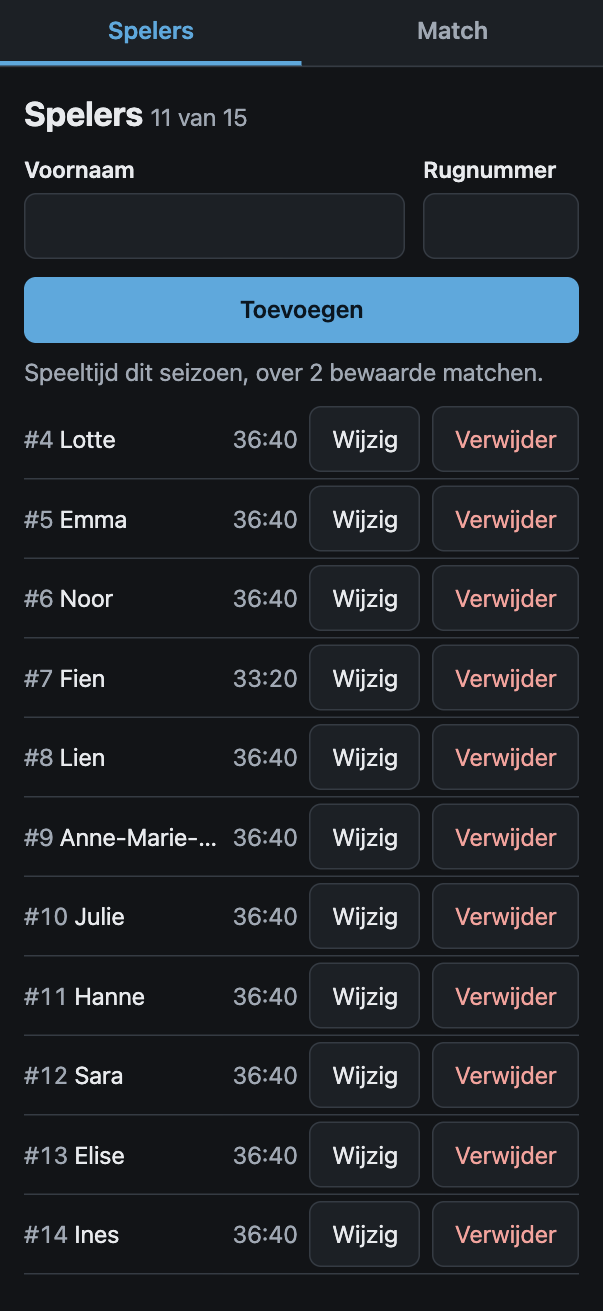 Spelers Match
Spelers 11 van 15
Voornaam Rugnummer
Toevoegen
Speeltijd dit seizoen, over 2 bewaarde matchen.
#4 Lotte 36:40 Wijzig Verwijder
#5 Emma 36:40 Wijzig Verwijder
#6 Noor 36:40 Wijzig Verwijder
#7 Fien 33:20 Wijzig Verwijder
#8 Lien 36:40 Wijzig Verwijder
#9 Anne-Marie-... 36:40 Wijzig Verwijder
#10 Julie 36:40 Wijzig Verwijder
#11 Hanne 36:40 Wijzig Verwijder
#12 Sara 36:40 Wijzig Verwijder
#13 Elise 36:40 Wijzig Verwijder
#14 Ines 36:40 Wijzig Verwijder